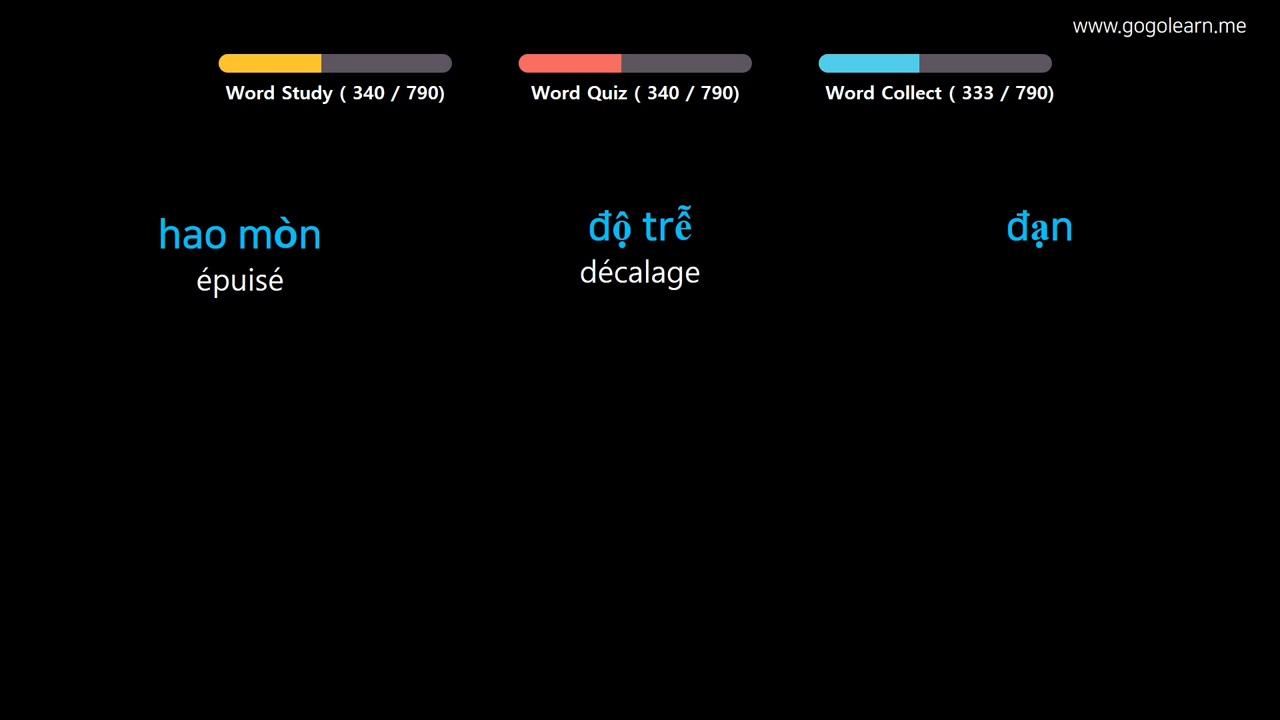 www.gogolearn.me
Word Study ( 340 / 790)
Word Quiz ( 340 / 790)
Word Collect ( 333 / 790)
hao mòn
épuisé
độ trễ
décalage
đạn